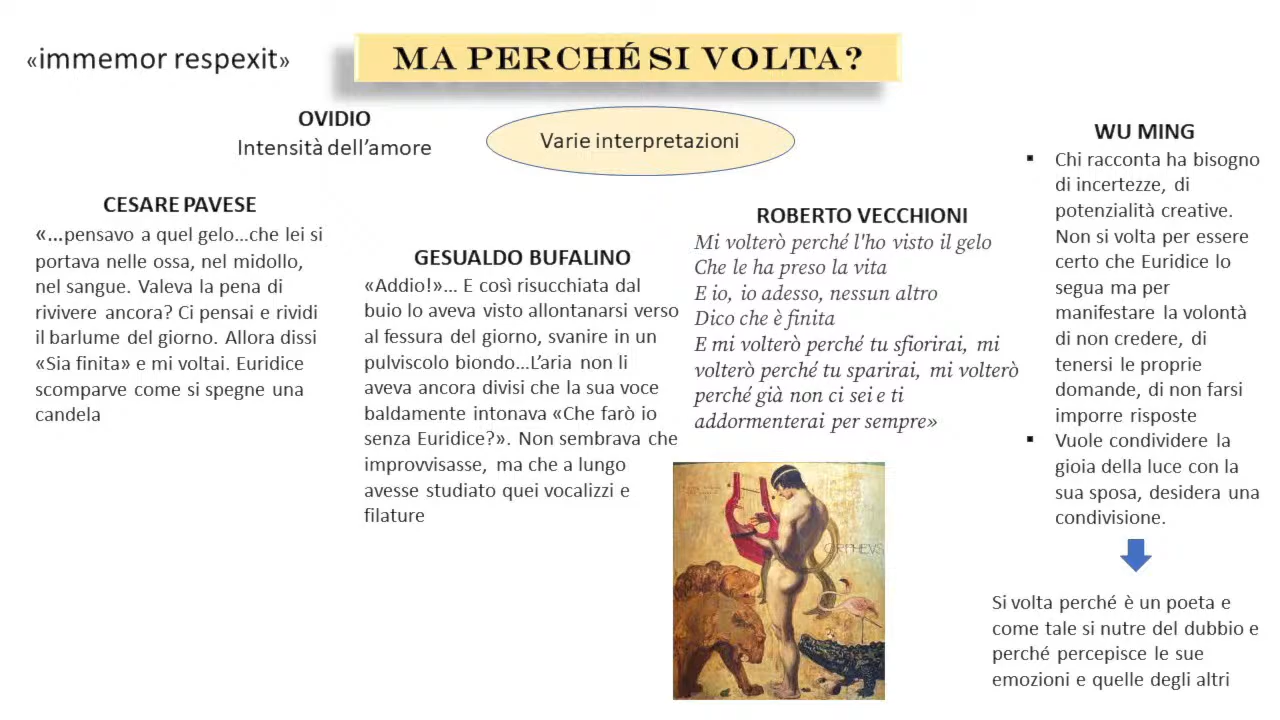 «immemor respexit»
MA PERCHÉ SI VOLTA?
OVIDIO
Intensità dell’amore
Varie interpretazioni
CESARE PAVESE
«…pensavo a quel gelo…che lei si
portava nelle ossa, nel midollo,
nel sangue. Valeva la pena di
rivivere ancora? Ci pensai e rividi
il barlume del giorno. Allora dissi
«Sia finita» e mi voltai. Euridice
scomparve come si spegne una
candela
GESUALDO BUFALINO
«Addio!»… E così risucchiata dal
buio lo aveva visto allontanarsi verso
al fessura del giorno, svanire in un
pulviscolo biondo…L’aria non li
aveva ancora divisi che la sua voce
baldamente intonava «Che farò io
senza Euridice?». Non sembrava che
improvvisasse, ma che a lungo
avesse studiato quei vocalizzi e
filature
ROBERTO VECCHIONI
Mi volterò perché l'ho visto il gelo
Che le ha preso la vita
E io, io adesso, nessun altro
Dico che è finita
E mi volterò perché tu sfiorirai, mi
volterò perché tu sparirai, mi volterò
perché già non ci sei e ti
addormenterai per sempre»
ORPHEVS
WU MING
▪ Chi racconta ha bisogno
di incertezze, di
potenzialità creative.
Non si volta per essere
certo che Euridice lo
segua ma per
manifestare la volontà
di non credere, di
tenersi le proprie
domande, di non farsi
imporre risposte
▪ Vuole condividere la
gioia della luce con la
sua sposa, desidera una
condivisione.
Si volta perché è un poeta e
come tale si nutre del dubbio e
perché percepisce le sue
emozioni e quelle degli altri